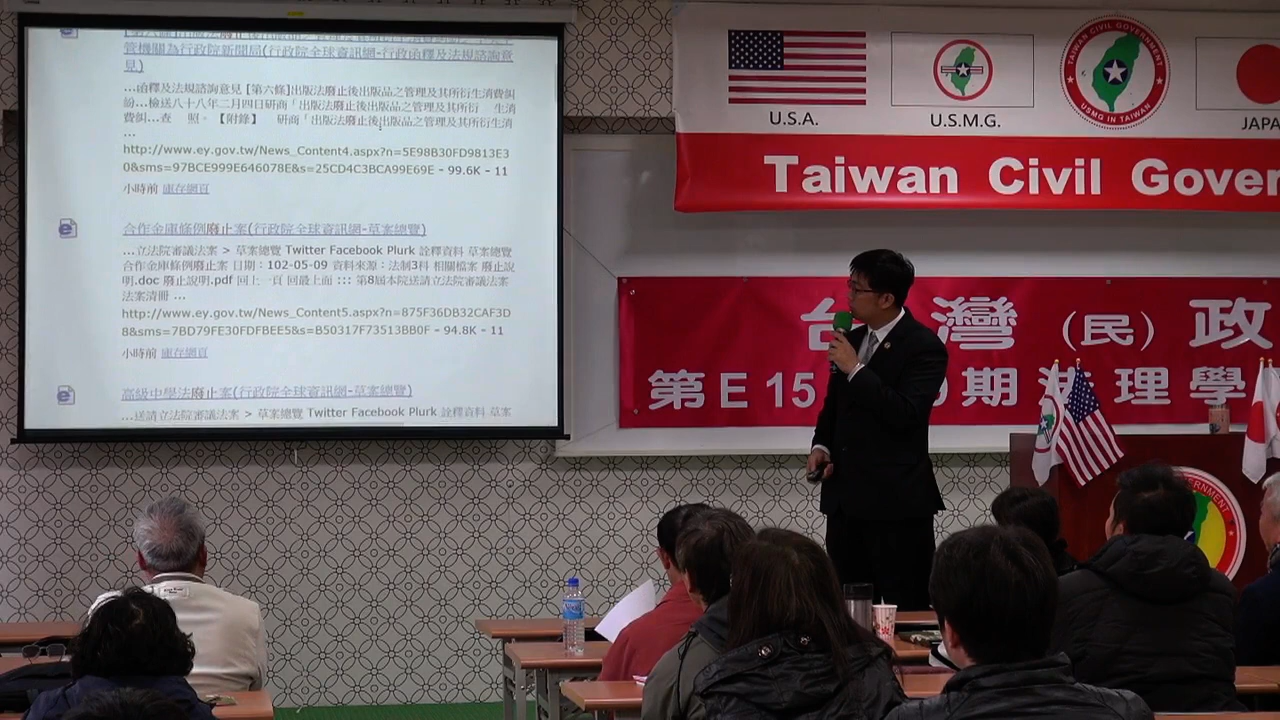 管機關為行政院新聞局(行政院全球資訊網-行政函釋及法規諮詢意
見)
...函釋及法規諮詢意見 [第六條]出版法廢止後出版品之管理及其所衍生消費糾
紛...檢送八十八年二月四日研商「出版法廢止後出版品之管理及其所衍 生消
費糾...查 照。【附錄】 研商「出版法廢止後出版品之管理及其所衍生消
...
http://www.ey.gov.tw/News_Content4.aspx?n=5E98B30FD9813E3
0&sms=97BCE999E646078E&s=25CD4C3BCA99E69E - 99.6K - 11
小時前 庫存網頁
合作金庫條例廢止案(行政院全球資訊網-草案總覽)
...立法院審議法案 > 草案總覽 Twitter Facebook Plurk 詮釋資料 草案總覽
合作金庫條例廢止案 日期：102-05-09 資料來源：法制3科 相關檔案 廢止說
明.doc 廢止說明.pdf 回上一頁 回最上面 ::: 第8屆本院送請立法院審議法案
法案清冊 ...
http://www.ey.gov.tw/News_Content5.aspx?n=875F36DB32CAF3D
8&sms=7BD79FE30FDEBEE5&s=B50317F73513BB0F - 94.8K - 11
小時前 庫存網頁
高級中學法廢止案(行政院全球資訊網-草案總覽)
...送請立法院審議法案 > 草案總覽 Twitter Facebook Plurk 詮釋資料 草案
U.S.A.
U.S.M.G.
TAIWAN CIVIL GOVERNMENT
USMG IN TAIWAN
JAPA
Taiwan Civil Gover
台灣(民)政
第E15 9期法理學